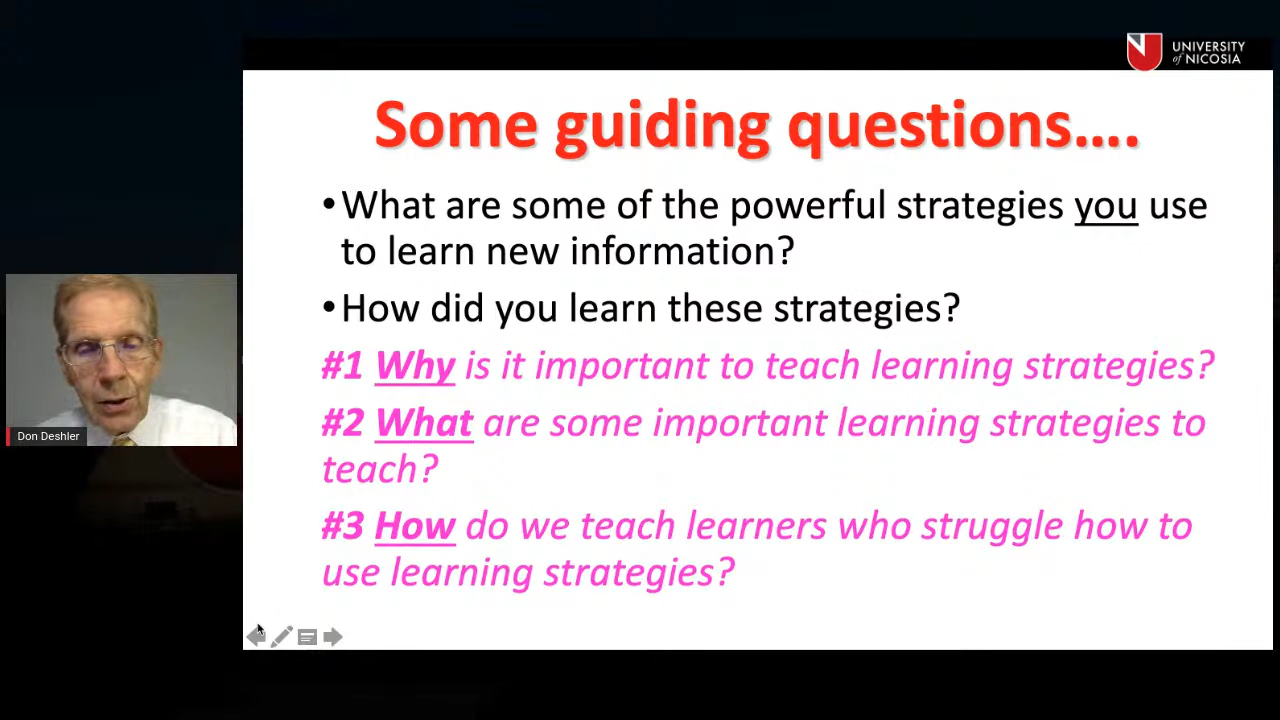 UNIVERSITY
of NICOSIA
Some guiding questions....
•What are some of the powerful strategies you use
to learn new information?
•How did you learn these strategies?
#1 Why is it important to teach learning strategies?
#2 What are some important learning strategies to
teach?
#3 How do we teach learners who struggle how to
use learning strategies?
Don Deshler